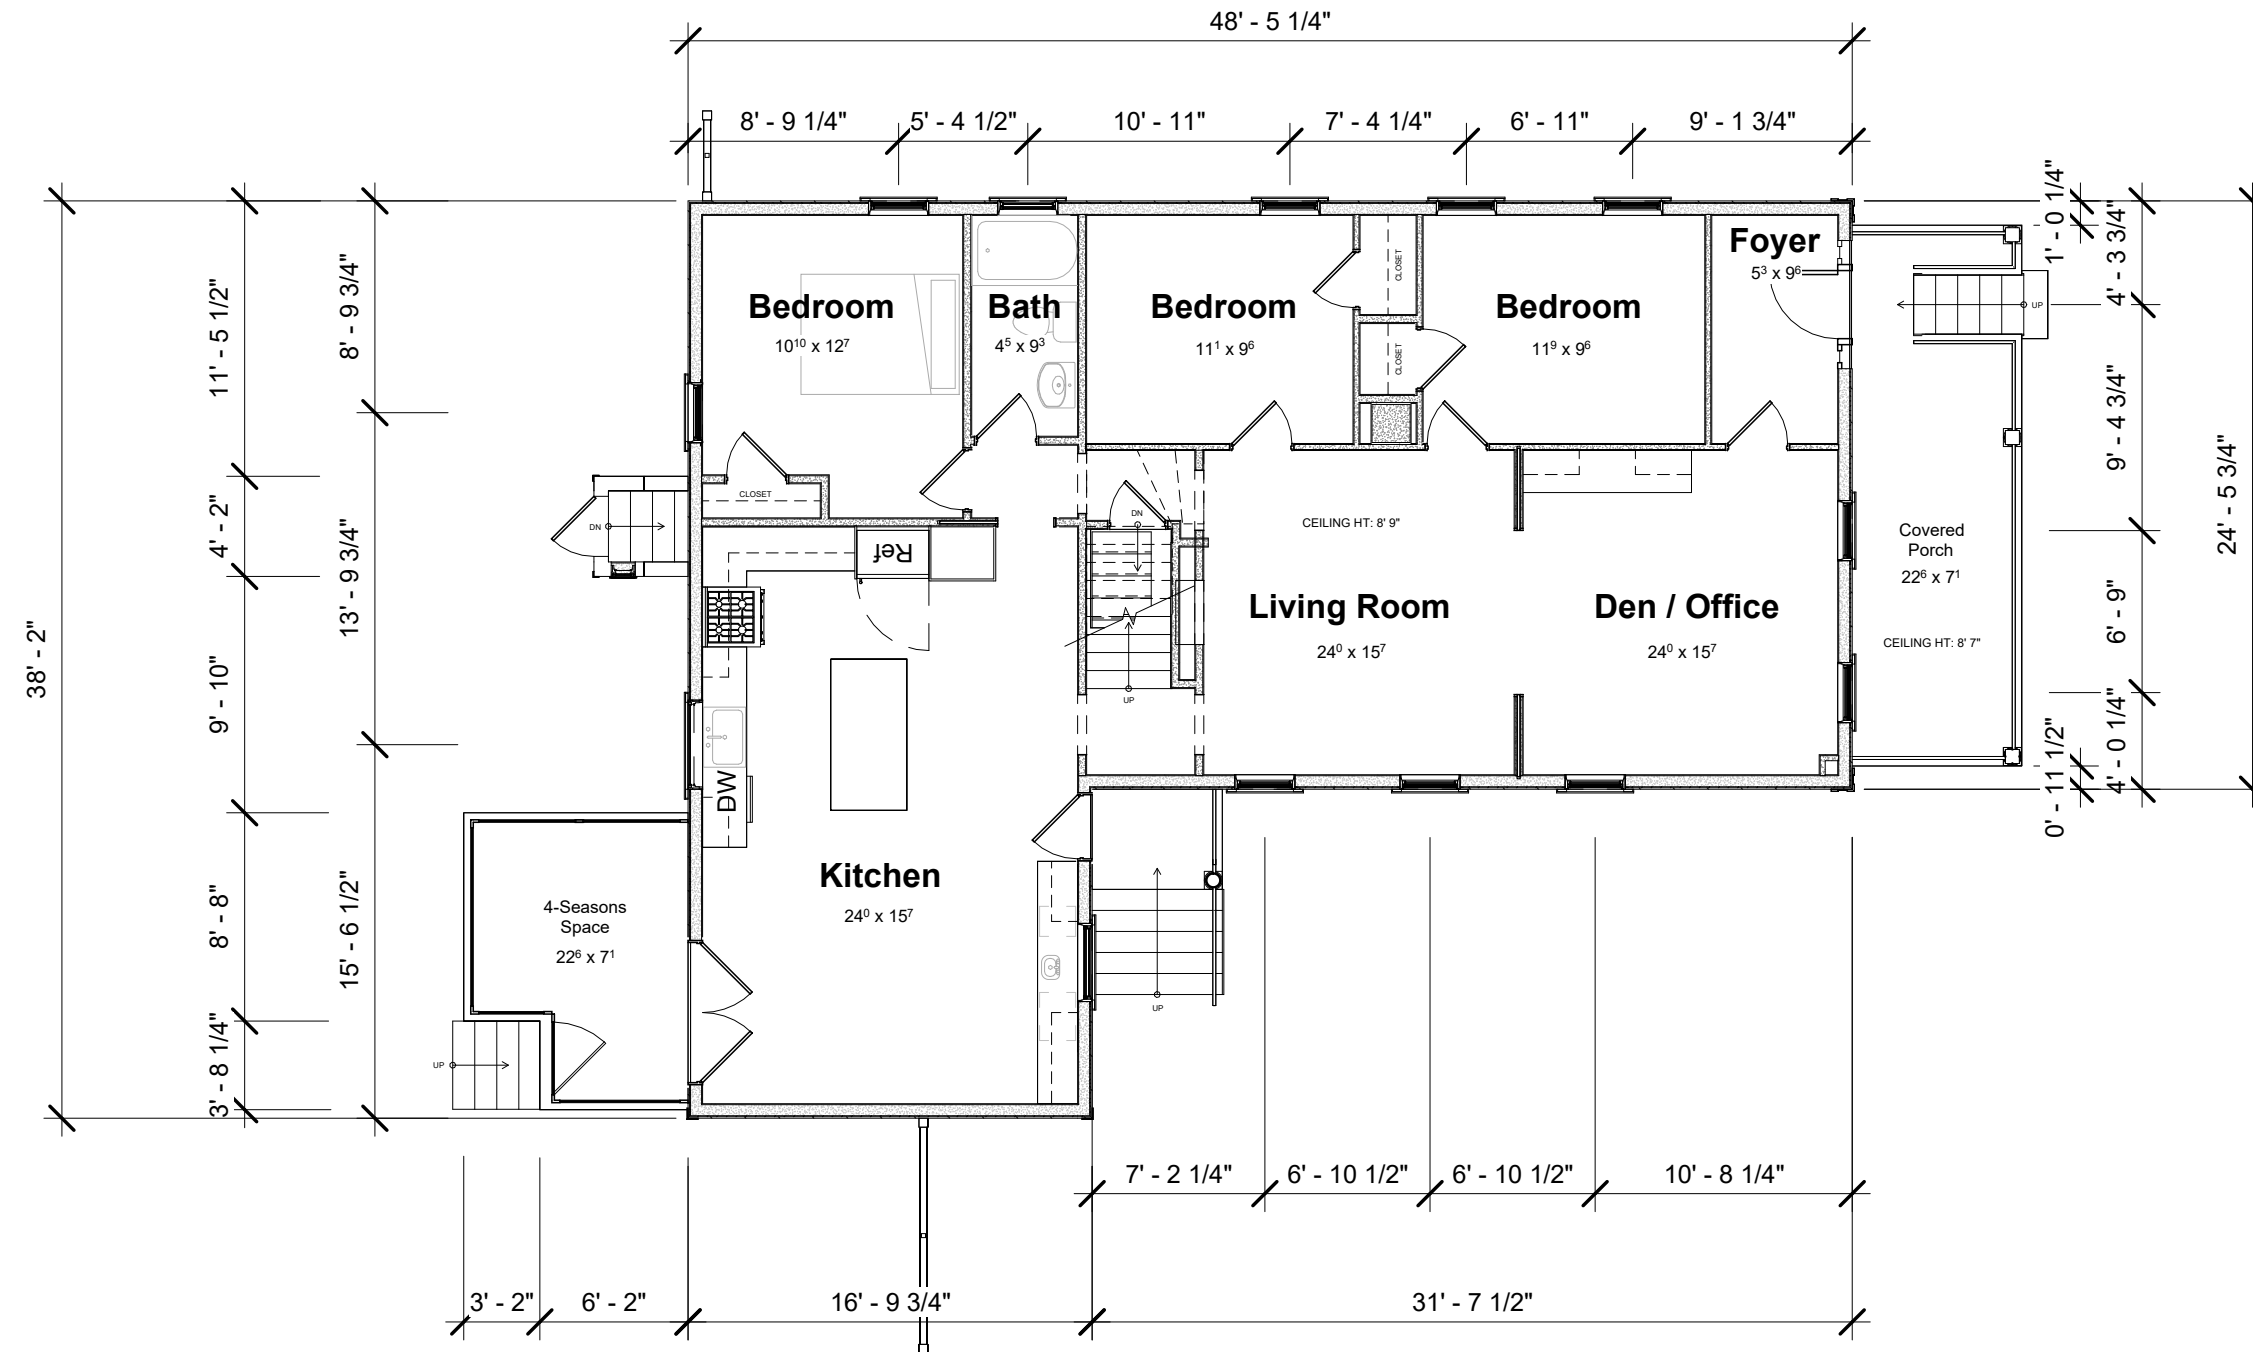 48' - 5 1/4"
8' - 9 1/4"
5' - 4 1/2"
10' - 11"
7' - 4 1/4"
6' - 11"
9' - 1 3/4"
38' - 2"
11' - 5 1/2"
4' - 2"
9' - 10"
8' - 8"
3' - 8 1/4"
8' - 9 3/4"
13' - 9 3/4"
15' - 6 1/2"
Bedroom
10¹⁰ x 12⁷
Bath
4⁵ x 9³
Bedroom
11¹ x 9⁶
CLOSET
CLOSET
Bedroom
11⁹ x 9⁶
Foyer
5³ x 9⁶
UP
CLOSET
DN
Ref
DN
UP
CEILING HT: 8' 9"
Living Room
24⁰ x 15⁷
Den / Office
24⁰ x 15⁷
Covered
Porch
22⁶ x 7¹
CEILING HT: 8' 7"
DW
Kitchen
24⁰ x 15⁷
4-Seasons
Space
22⁶ x 7¹
UP
UP
1' - 0 1/4"
0' - 11 1/2"
4' - 3 3/4"
9' - 4 3/4"
6' - 9"
4' - 0 1/4"
24' - 5 3/4"
7' - 2 1/4"
6' - 10 1/2"
6' - 10 1/2"
10' - 8 1/4"
3' - 2"
6' - 2"
16' - 9 3/4"
31' - 7 1/2"